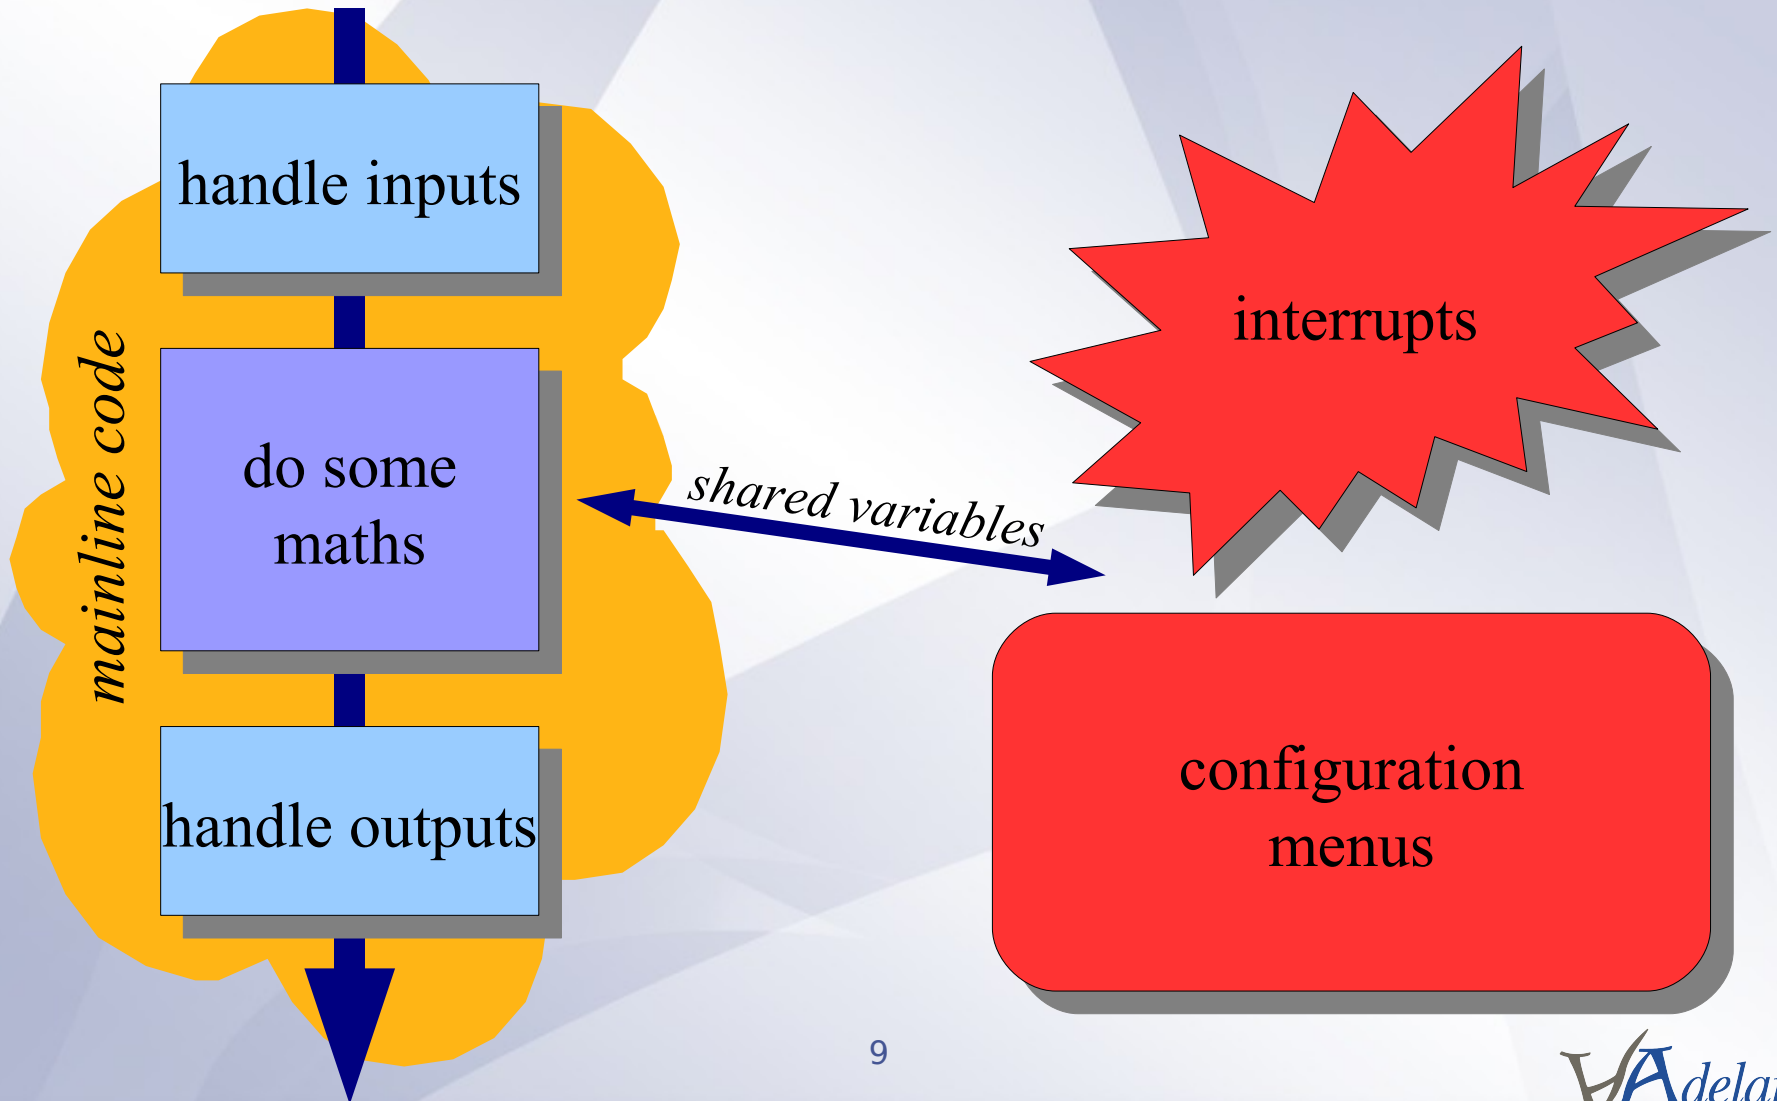 handle inputs
mainline code
do some
maths
handle outputs
shared variables
interrupts
configuration
menus
9